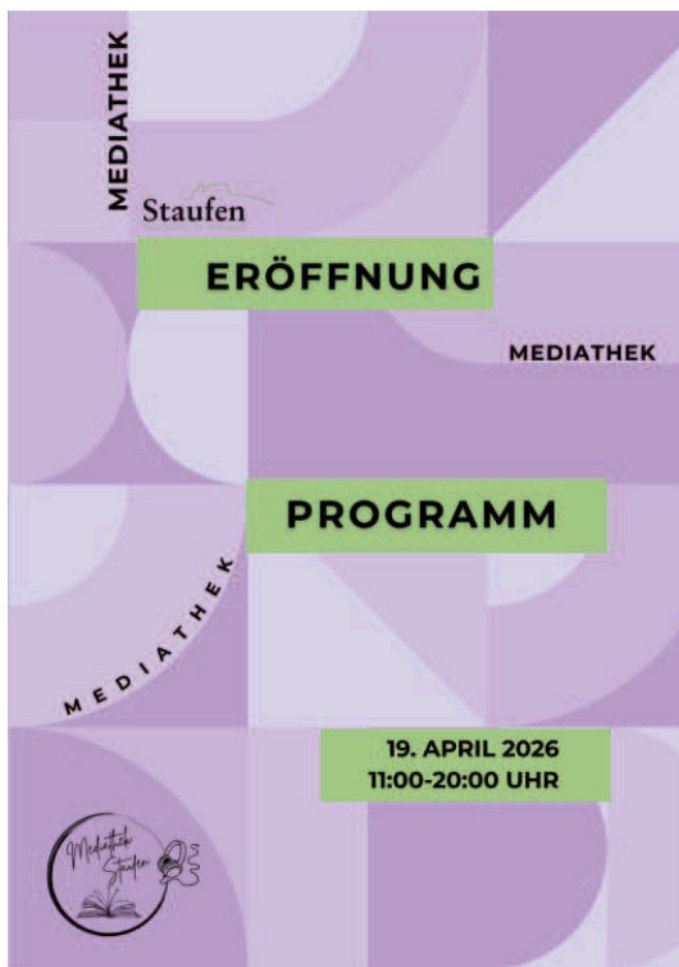 MEDIATHEK
Staufen
ERÖFFNUNG
MEDIATHEK
PROGRAMM
MEDIATHEK
19. APRIL 2026
11:00-20:00 UHR
Mediathek
Staufen